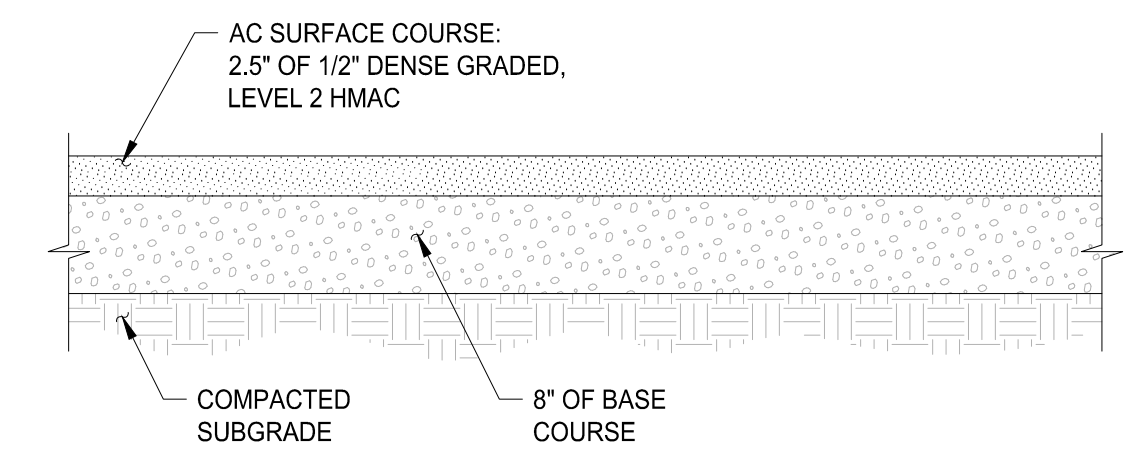 AC SURFACE COURSE:
2.5" OF 1/2" DENSE GRADED,
LEVEL 2 HMAC
COMPACTED
SUBGRADE
8" OF BASE
COURSE